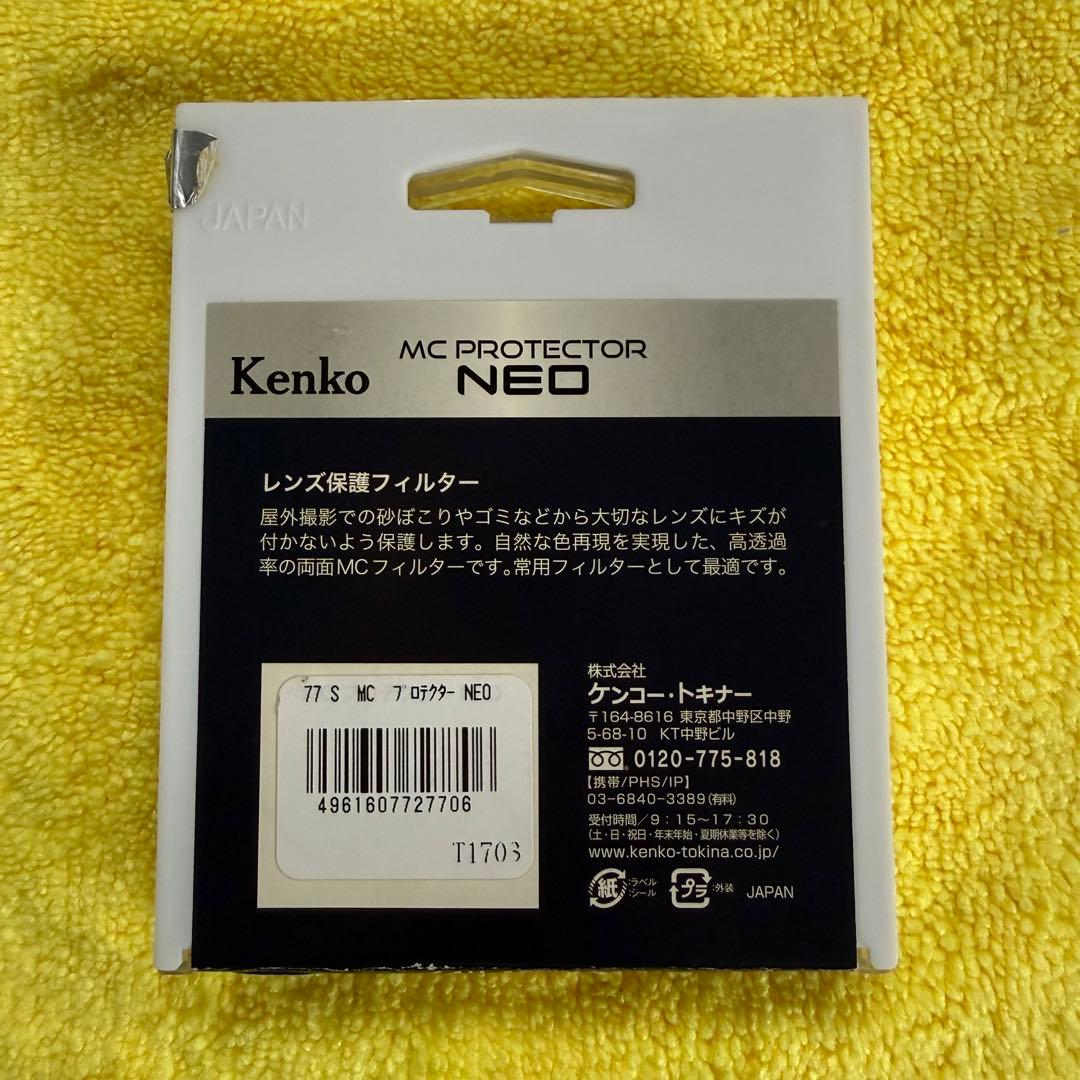 JAPAN
Kenko
MC PROTECTOR
NEO
レンズ保護フィルター
屋外撮影での砂ぼこりやゴミなどから大切なレンズにキズが
付かないよう保護します。自然な色再現を実現した、高透過
率の両面MCフィルターです。常用フィルターとして最適です。
77 S MC プロテクター NEO
4961607727706
T1703
株式会社
ケンコー・トキナー
〒164-8616 東京都中野区中野
5-68-10 KT中野ビル
0120-775-818
【携帯/PHS/IP】
03-6840-3389(有料)
受付時間/9:15～17:30
(土・日・祝日・年末年始・夏期休業等を除く)
www.kenko-tokina.co.jp/
紙 :ラベル
:シール
プラ :外装
JAPAN